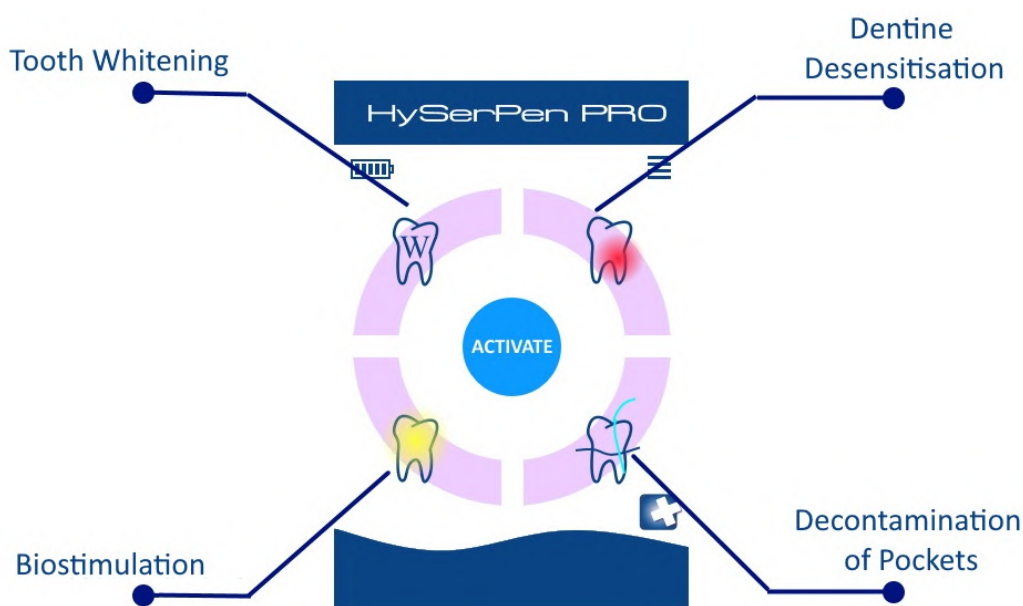 Tooth Whitening
Dentine
Desensitisation
HySerPen PRO
W
ACTIVATE
Biostimulation
Decontamination
of Pockets